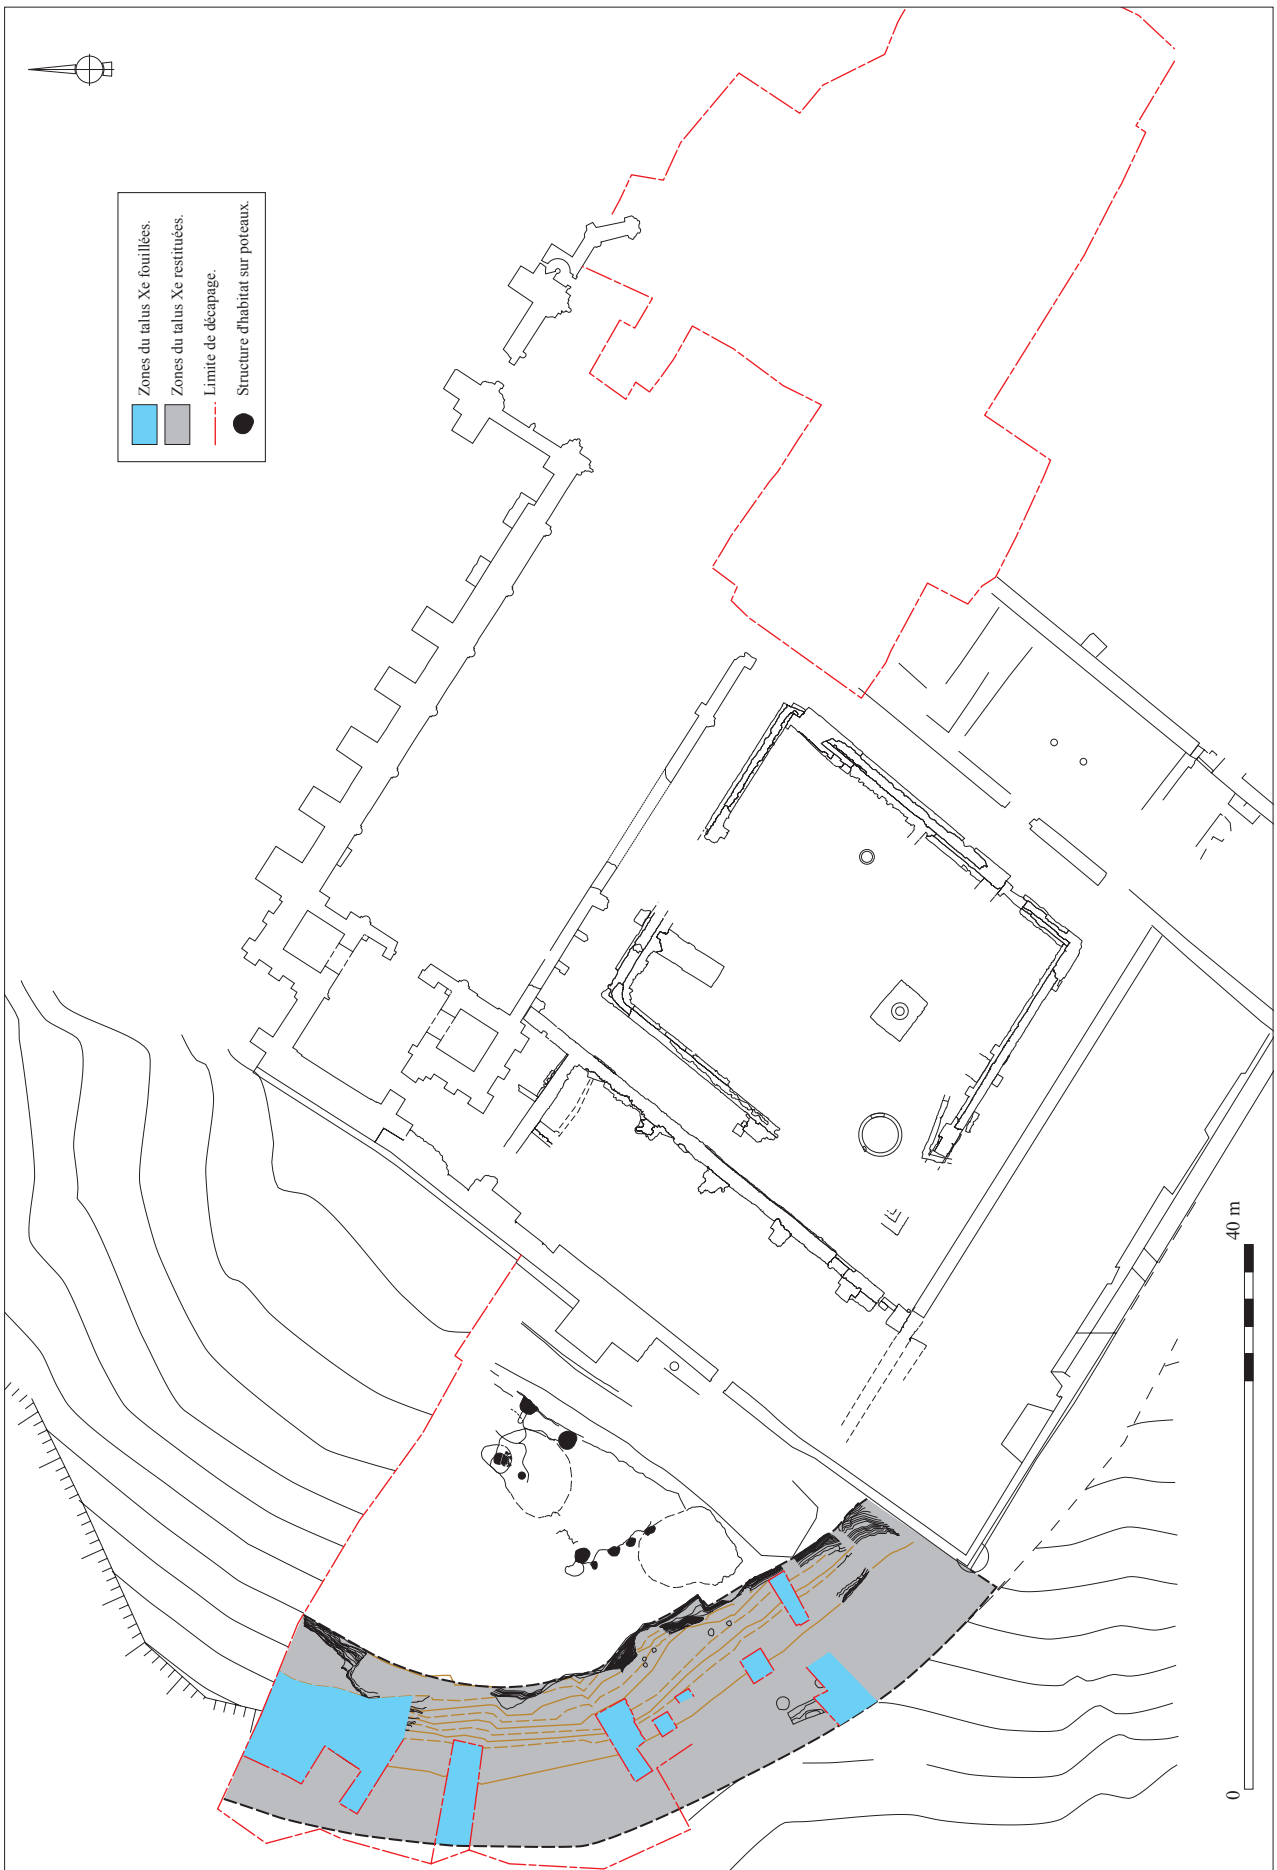 Zones du talus Xe fouillées.
Zones du talus Xe restituées.
Limite de décapage.
Structure d'habitat sur poteaux.
0
40 m